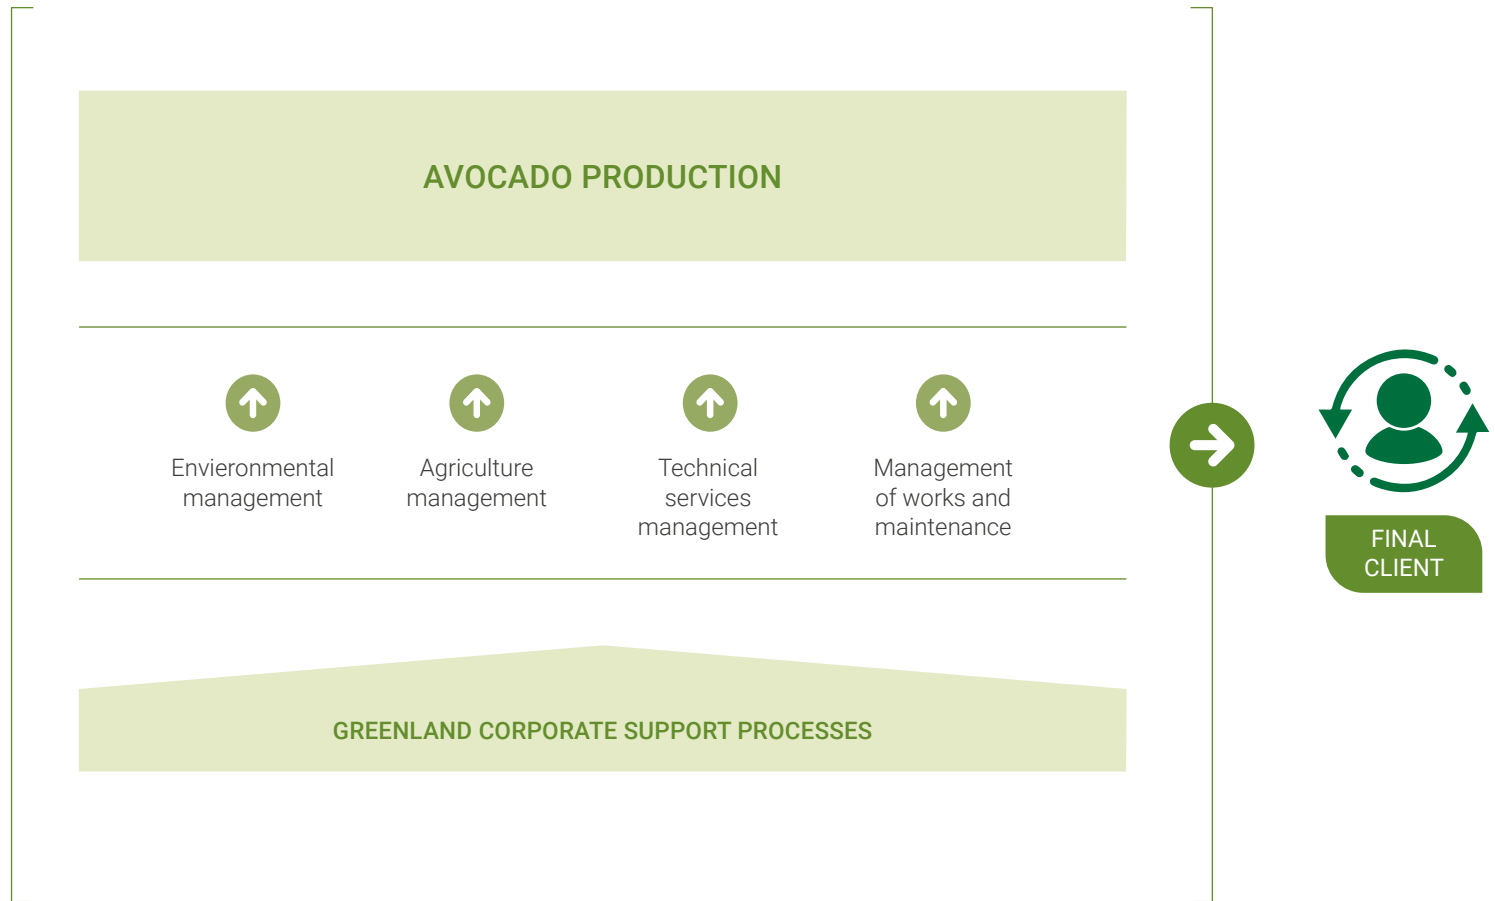 AVOCADO PRODUCTION
Envieronmental
management
Agriculture
management
Technical
services
management
Management
of works and
maintenance
FINAL
CLIENT
GREENLAND CORPORATE SUPPORT PROCESSES